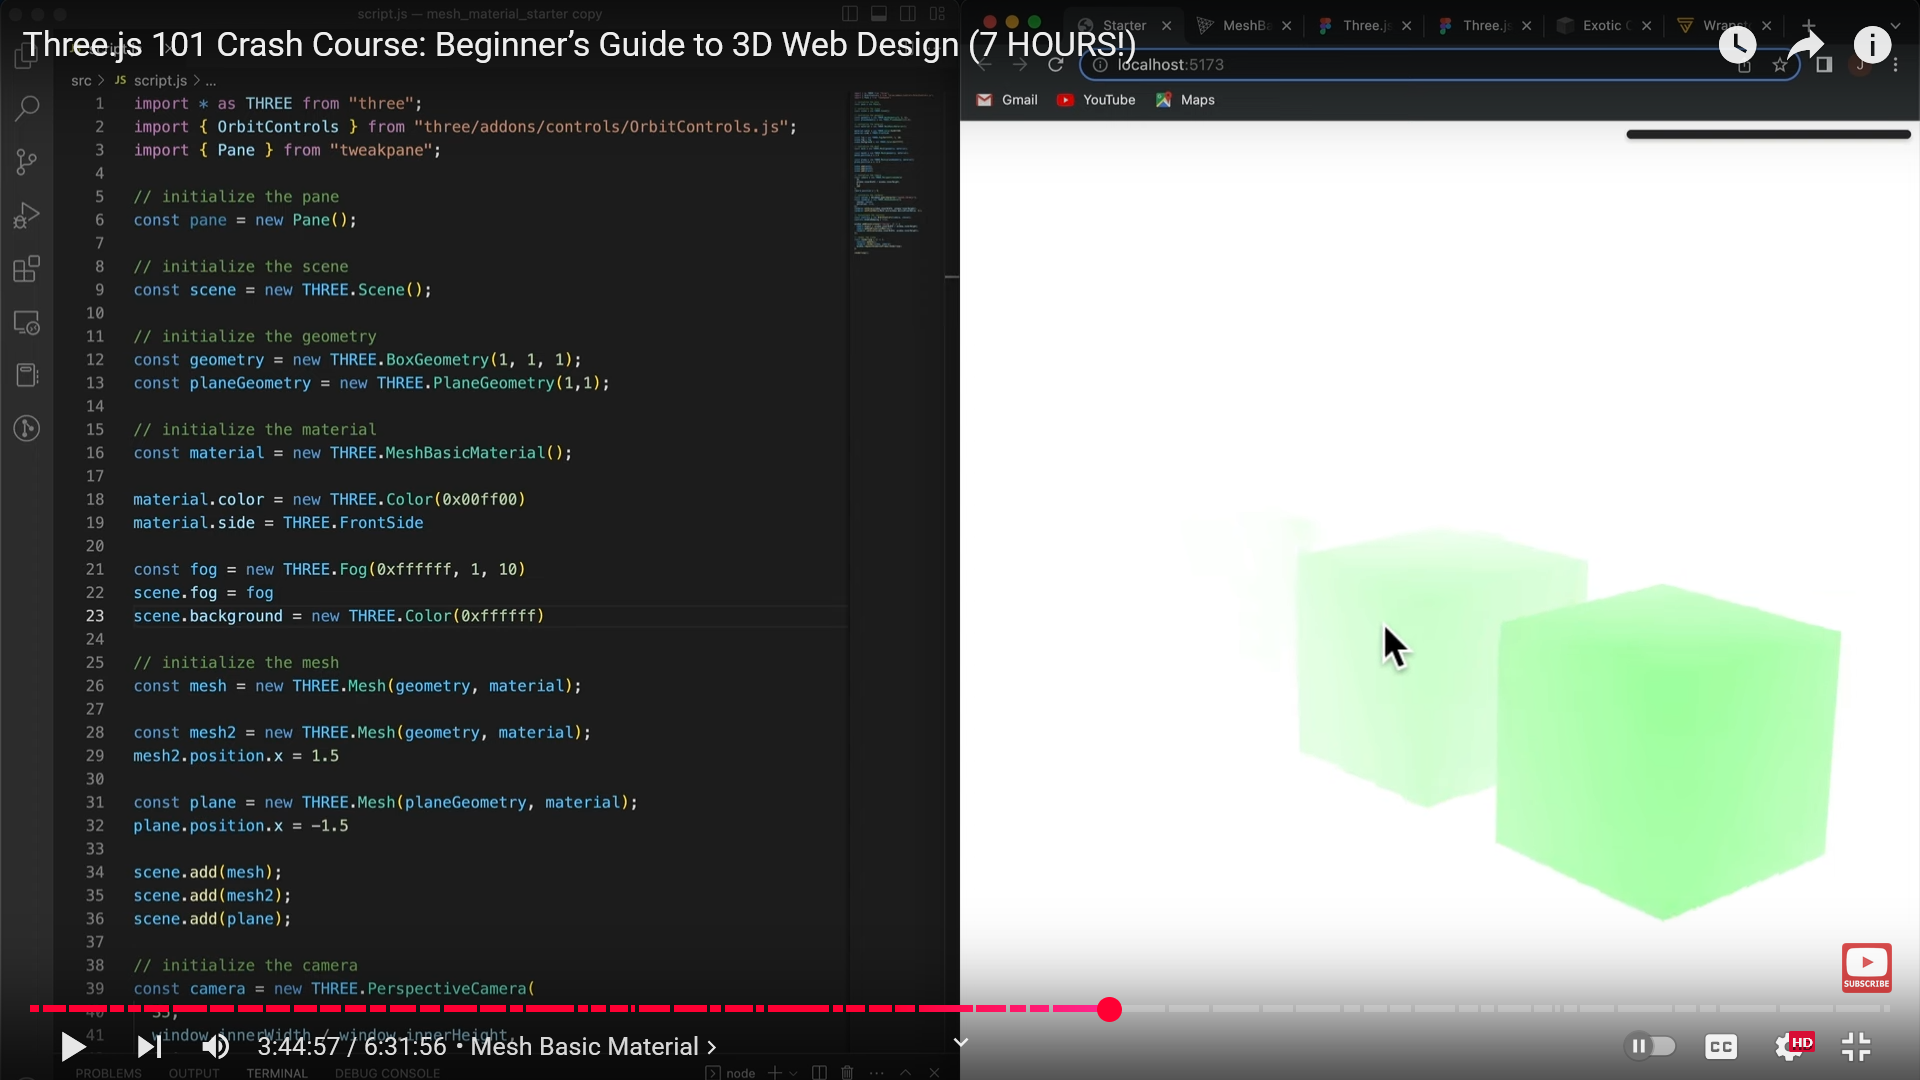 script.js — mesh_material_starter copy
Three.js 101 Crash Course: Beginner's Guide to 3D Web Design (7 HOURS!)
src > JS script.js > ...
1 import * as THREE from "three";
2 import { OrbitControls } from "three/addons/controls/OrbitControls.js";
3 import { Pane } from "tweakpane";
4
5 // initialize the pane
6 const pane = new Pane();
7
8 // initialize the scene
9 const scene = new THREE.Scene();
10
11 // initialize the geometry
12 const geometry = new THREE.BoxGeometry(1, 1, 1);
13 const planeGeometry = new THREE.PlaneGeometry(1,1);
14
15 // initialize the material
16 const material = new THREE.MeshBasicMaterial();
17
18 material.color = new THREE.Color(0x00ff00)
19 material.side = THREE.FrontSide
20
21 const fog = new THREE.Fog(0xffffff, 1, 10)
22 scene.fog = fog
23 scene.background = new THREE.Color(0xffffff)
24
25 // initialize the mesh
26 const mesh = new THREE.Mesh(geometry, material);
27
28 const mesh2 = new THREE.Mesh(geometry, material);
29 mesh2.position.x = 1.5
30
31 const plane = new THREE.Mesh(planeGeometry, material);
32 plane.position.x = -1.5
33
34 scene.add(mesh);
35 scene.add(mesh2);
36 scene.add(plane);
37
38 // initialize the camera
39 const camera = new THREE.PerspectiveCamera(
40 35,
41 window.innerWidth / window.innerHeight,
PROBLEMS OUTPUT TERMINAL DEBUG CONSOLE node
Starter MeshBa Three.js Three.js Exotic
localhost:5173
Gmail YouTube Maps
SUBSCRIBE
3:44:57 / 6:31:56 • Mesh Basic Material >
CC
HD